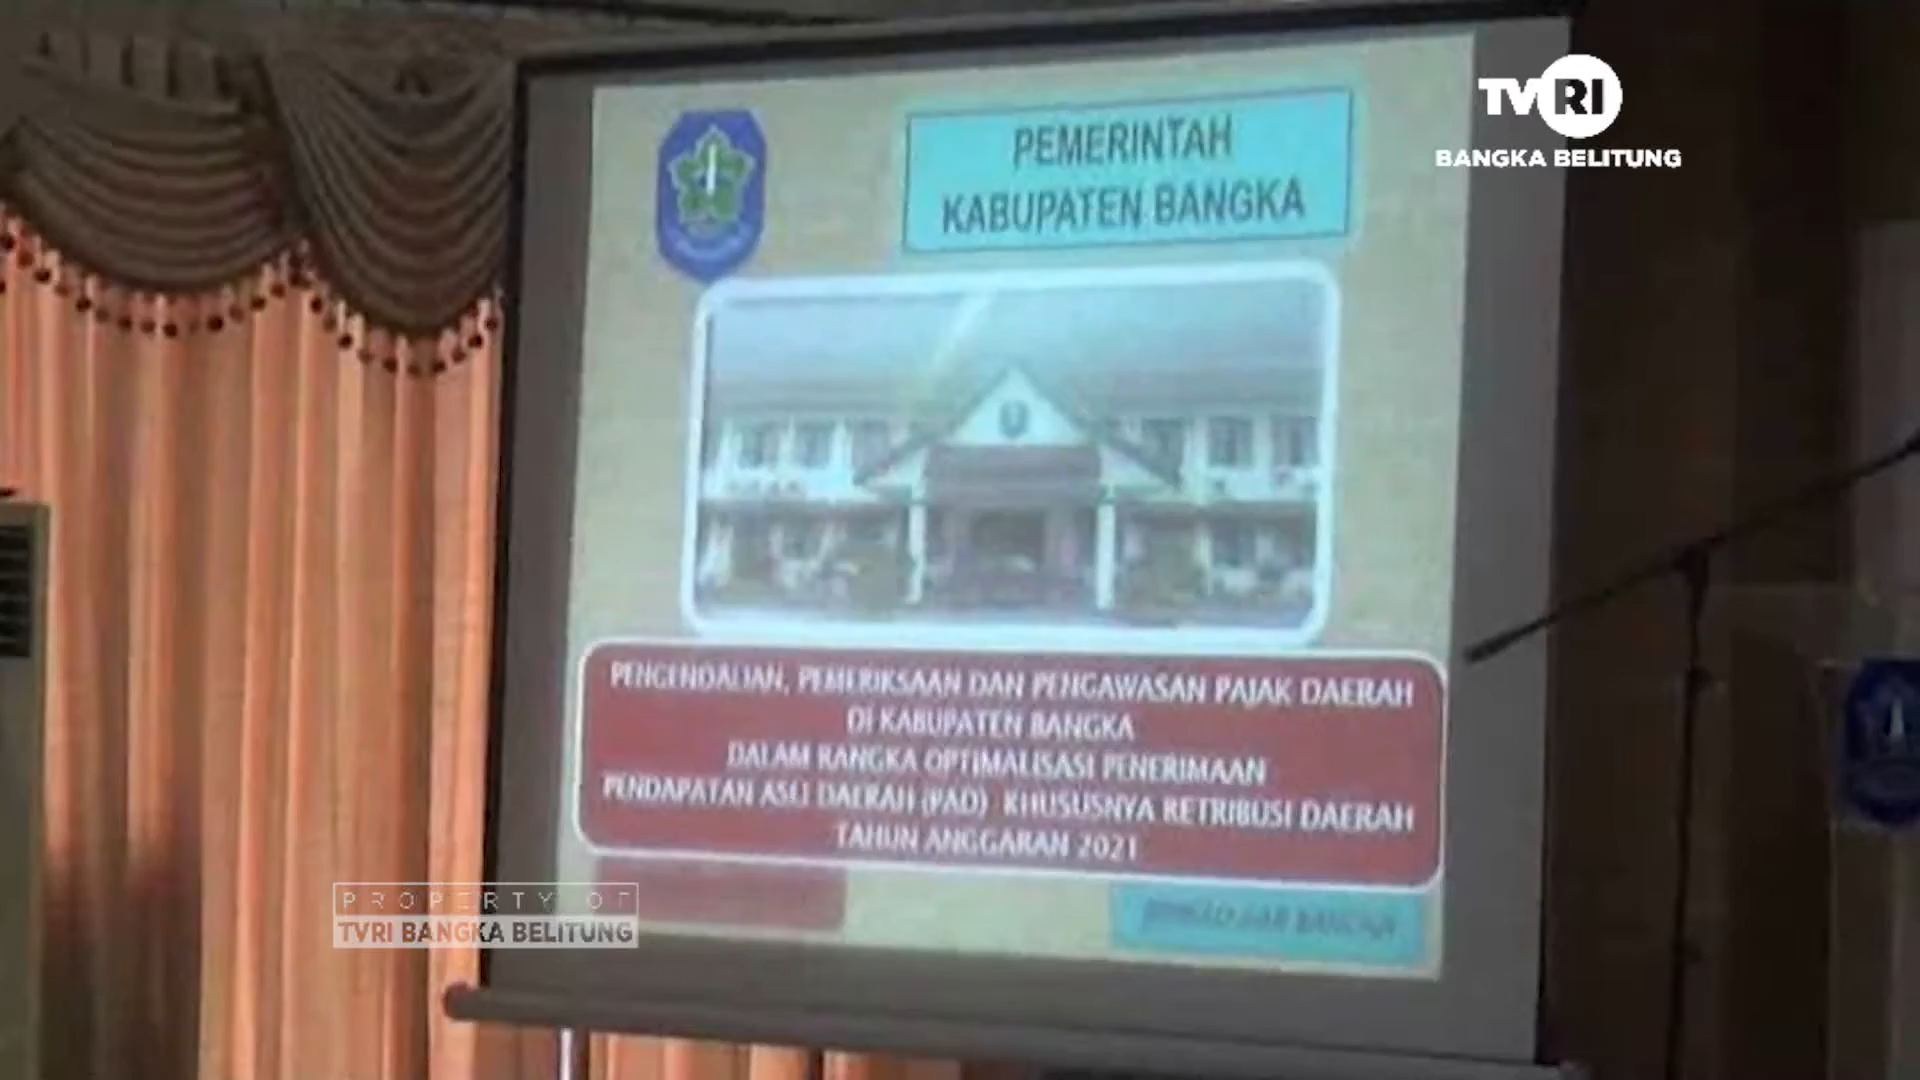 TVRI
BANGKA BELITUNG
PEMERINTAH
KABUPATEN BANGKA
PENGENDALIAN, PEMERIKSAAN DAN PENGAWASAN PAJAK DAERAH
DI KABUPATEN BANGKA
DALAM RANGKA OPTIMALISASI PENERIMAAN
PENDAPATAN ASLI DAERAH (PAD) KHUSUSNYA RETRIBUSI DAERAH
TAHUN ANGGARAN 2021
PROPERTY OF
TVRI BANGKA BELITUNG